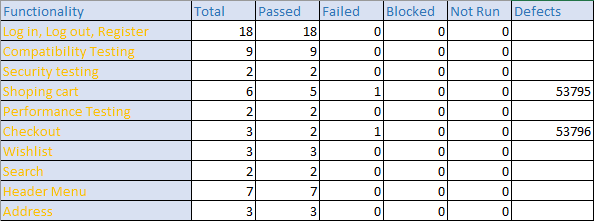 Functionality Total Passed Failed Blocked Not Run Defects
Log in, Log out, Register 18 18 0 0 0
Compatibility Testing 9 9 0 0 0
Security testing 2 2 0 0 0
Shoping cart 6 5 1 0 0 53795
Performance Testing 2 2 0 0 0
Checkout 3 2 1 0 0 53796
Wishlist 3 3 0 0 0
Search 2 2 0 0 0
Header Menu 7 7 0 0 0
Address 3 3 0 0 0